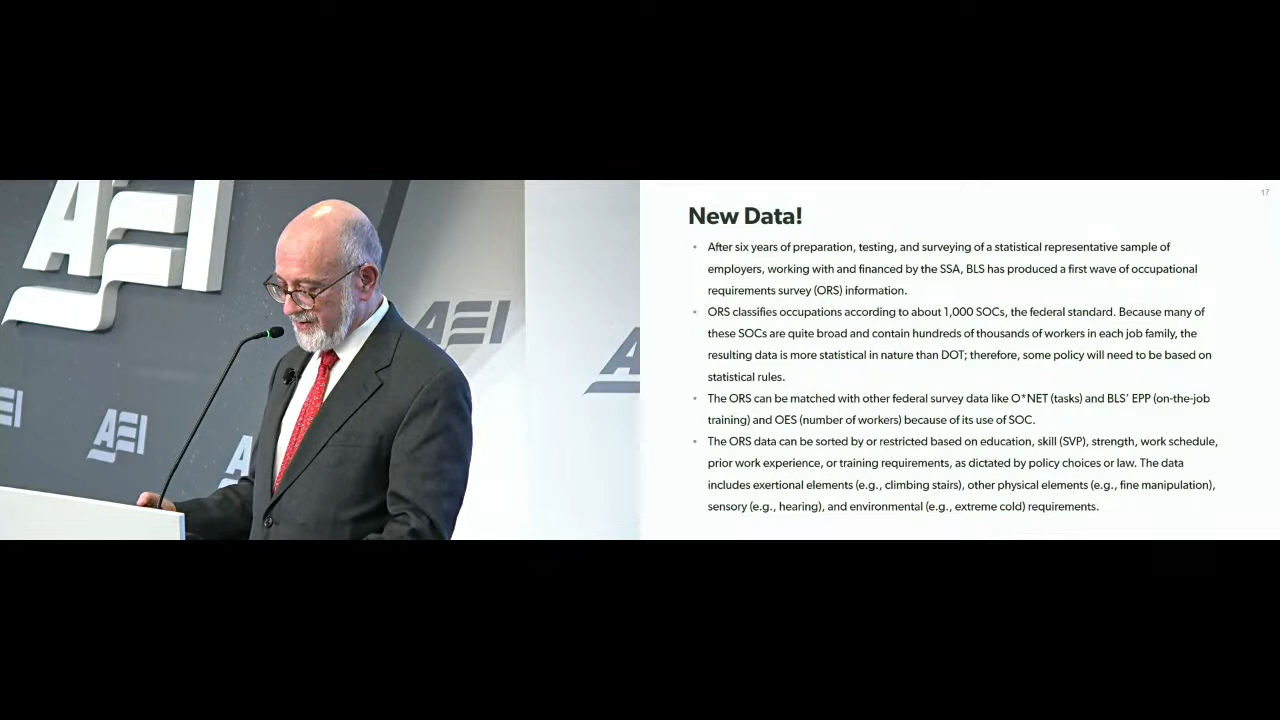 AEI
AEI
A
EI
AEI
AE
17
New Data!
• After six years of preparation, testing, and surveying of a statistical representative sample of
employers, working with and financed by the SSA, BLS has produced a first wave of occupational
requirements survey (ORS) information.
• ORS classifies occupations according to about 1,000 SOCs, the federal standard. Because many of
these SOCs are quite broad and contain hundreds of thousands of workers in each job family, the
resulting data is more statistical in nature than DOT; therefore, some policy will need to be based on
statistical rules.
• The ORS can be matched with other federal survey data like O*NET (tasks) and BLS' EPP (on-the-job
training) and OES (number of workers) because of its use of SOC.
• The ORS data can be sorted by or restricted based on education, skill (SVP), strength, work schedule,
prior work experience, or training requirements, as dictated by policy choices or law. The data
includes exertional elements (e.g., climbing stairs), other physical elements (e.g., fine manipulation),
sensory (e.g., hearing), and environmental (e.g., extreme cold) requirements.